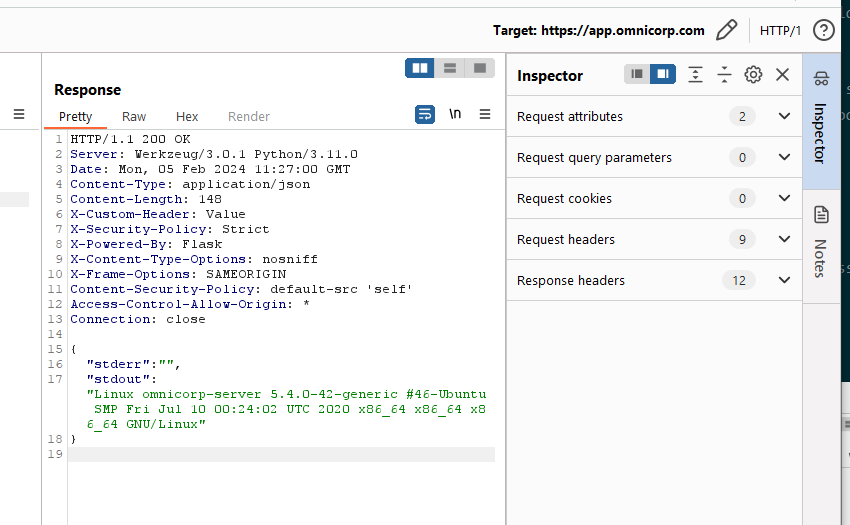 Target: https://app.omnicorp.com
HTTP/1
?
Response
Pretty Raw Hex Render
\n
1 HTTP/1.1 200 OK
2 Server: Werkzeug/3.0.1 Python/3.11.0
3 Date: Mon, 05 Feb 2024 11:27:00 GMT
4 Content-Type: application/json
5 Content-Length: 148
6 X-Custom-Header: Value
7 X-Security-Policy: Strict
8 X-Powered-By: Flask
9 X-Content-Type-Options: nosniff
10 X-Frame-Options: SAMEORIGIN
11 Content-Security-Policy: default-src 'self'
12 Access-Control-Allow-Origin: *
13 Connection: close
14
15 {
16 "stderr":"",
17 "stdout":
"Linux omnicorp-server 5.4.0-42-generic #46-Ubuntu
SMP Fri Jul 10 00:24:02 UTC 2020 x86_64 x86_64 x8
6_64 GNU/Linux"
18 }
19
Inspector
Request attributes 2
Request query parameters 0
Request cookies 0
Request headers 9
Response headers 12
Inspector
Notes